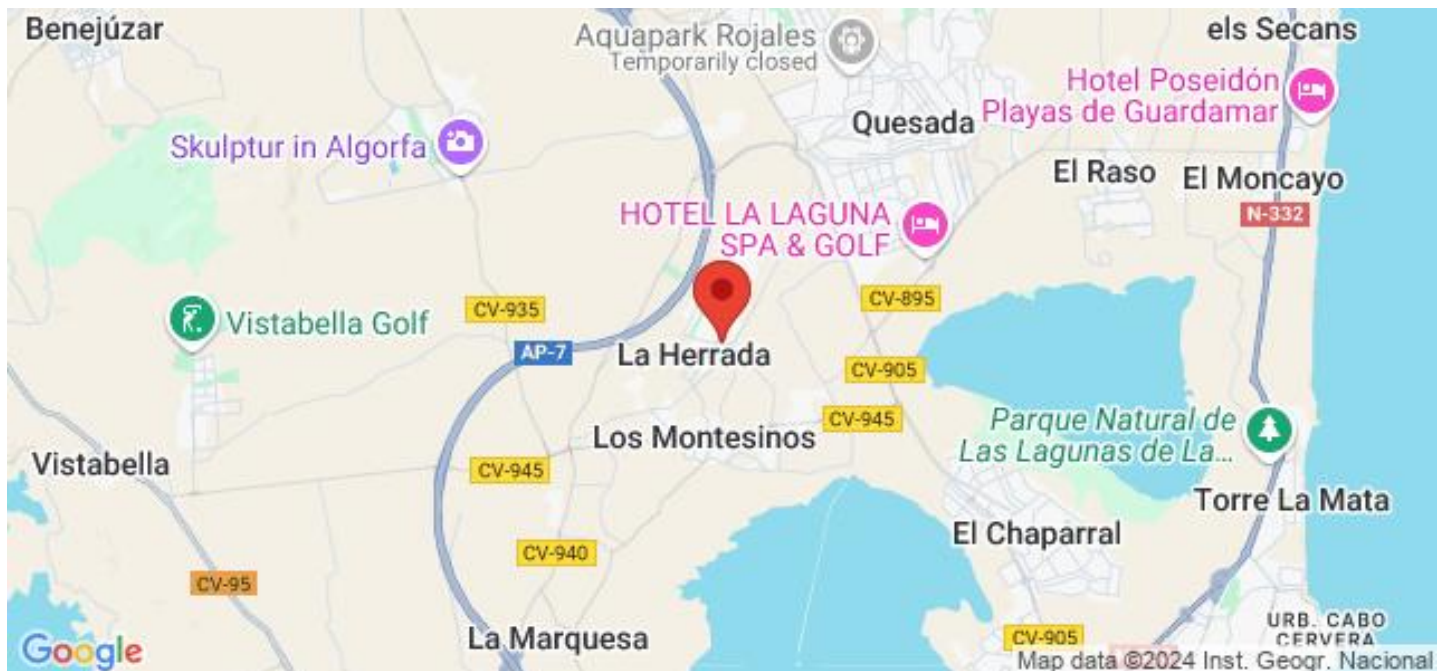 Benejúzar
Aquapark Rojales
Temporarily closed
els Secans
Hotel Poseidón
Playas de Guardamar
Quesada
Skulptur in Algorfa
El Raso
El Moncayo
HOTEL LA LAGUNA
SPA & GOLF
N-332
CV-895
CV-935
Vistabella Golf
AP-7
La Herrada
CV-905
CV-945
Parque Natural de
Las Lagunas de La...
Los Montesinos
Vistabella
CV-945
Torre La Mata
El Chaparral
CV-940
CV-95
URB. CABO
CERVERA
La Marquesa
CV-905
Google
Map data ©2024 Inst. Geogr. Nacional